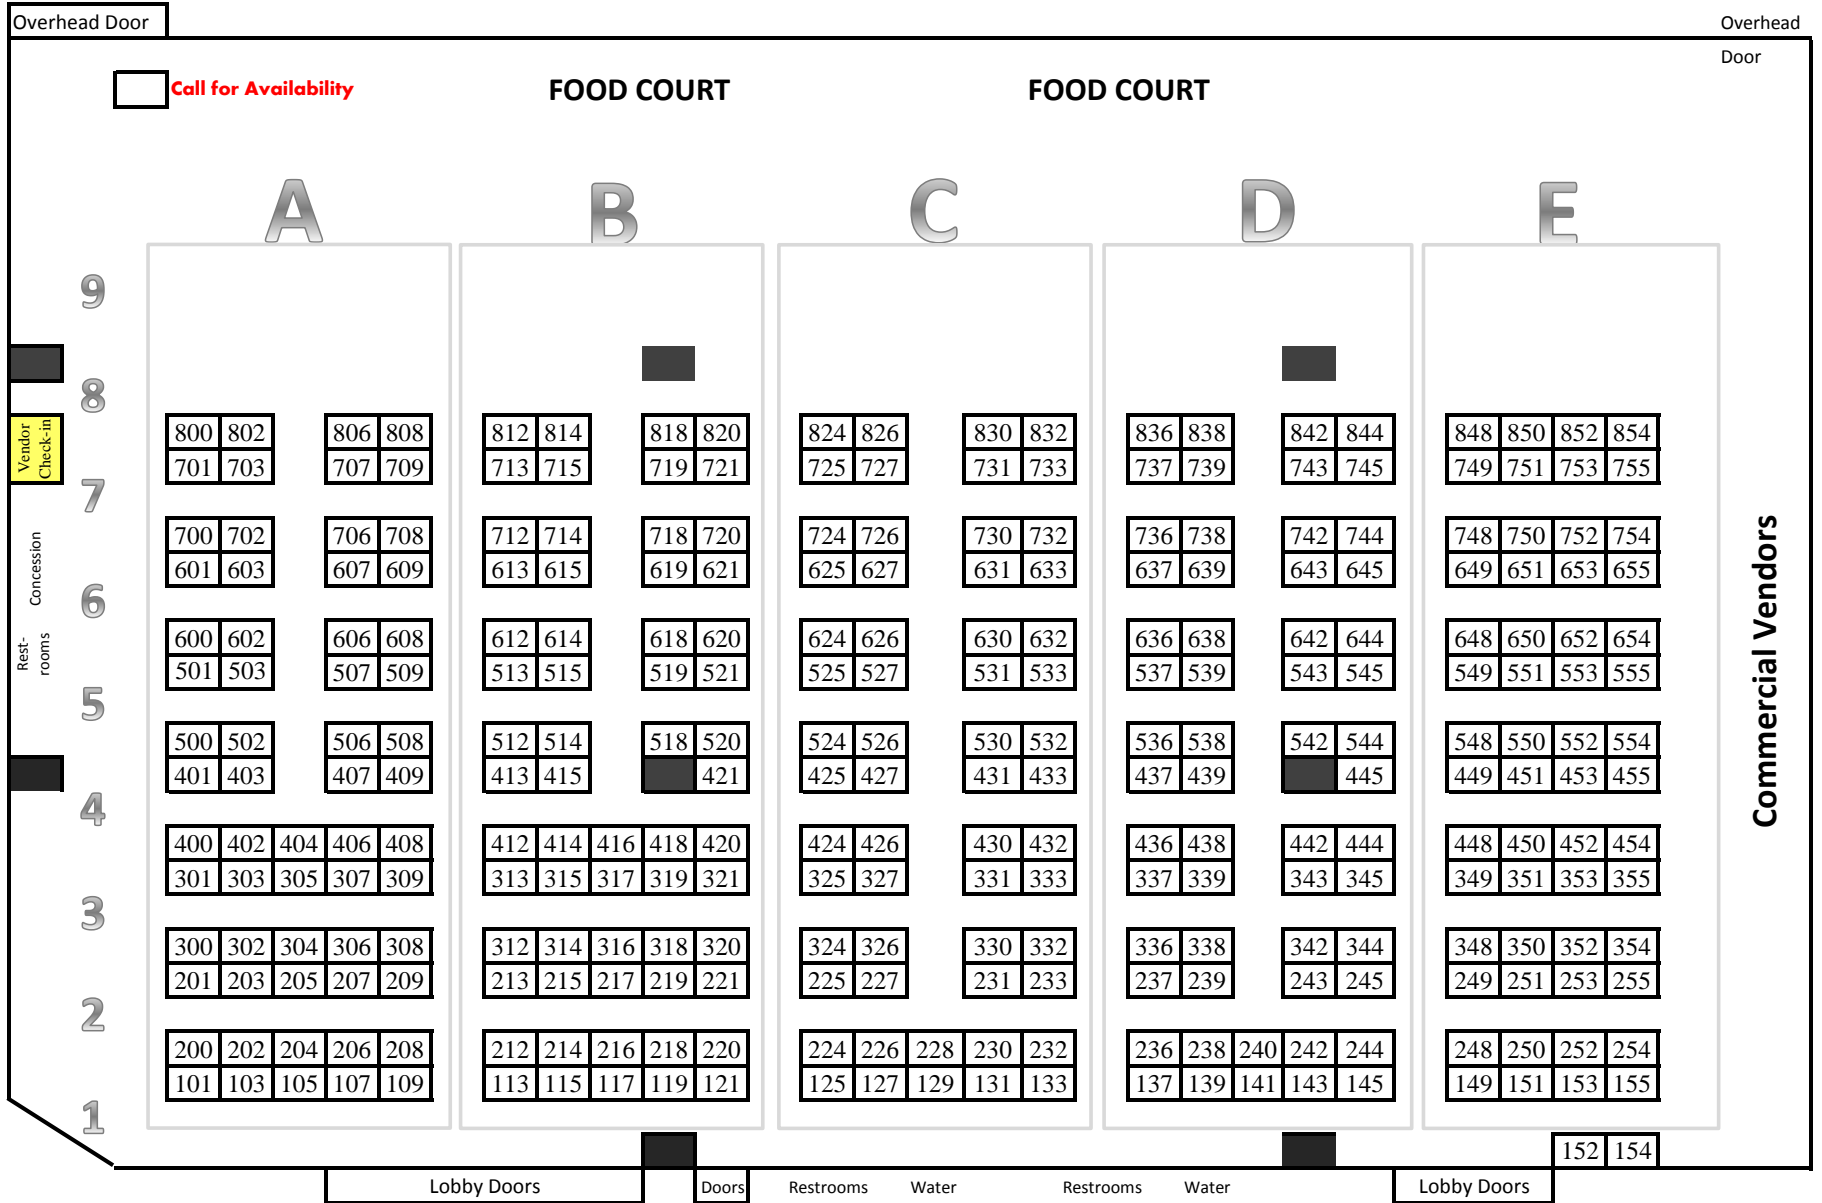 Overhead Door
Overhead
Door
Call for Availability
FOOD COURT
FOOD COURT
A
B
C
D
E
9
8
Vendor
Check-in
800 802 806 808 812 814 818 820 824 826 830 832 836 838 842 844 848 850 852 854
701 703 707 709 713 715 719 721 725 727 731 733 737 739 743 745 749 751 753 755
7
700 702 706 708 712 714 718 720 724 726 730 732 736 738 742 744 748 750 752 754
601 603 607 609 613 615 619 621 625 627 631 633 637 639 643 645 649 651 653 655
Concession
6
Rest-
rooms
600 602 606 608 612 614 618 620 624 626 630 632 636 638 642 644 648 650 652 654
501 503 507 509 513 515 519 521 525 527 531 533 537 539 543 545 549 551 553 555
Commercial Vendors
5
500 502 506 508 512 514 518 520 524 526 530 532 536 538 542 544 548 550 552 554
401 403 407 409 413 415 421 425 427 431 433 437 439 445 449 451 453 455
4
400 402 404 406 408 412 414 416 418 420 424 426 430 432 436 438 442 444 448 450 452 454
301 303 305 307 309 313 315 317 319 321 325 327 331 333 337 339 343 345 349 351 353 355
3
300 302 304 306 308 312 314 316 318 320 324 326 330 332 336 338 342 344 348 350 352 354
201 203 205 207 209 213 215 217 219 221 225 227 231 233 237 239 243 245 249 251 253 255
2
200 202 204 206 208 212 214 216 218 220 224 226 228 230 232 236 238 240 242 244 248 250 252 254
101 103 105 107 109 113 115 117 119 121 125 127 129 131 133 137 139 141 143 145 149 151 153 155
1
152 154
Lobby Doors
Doors
Restrooms
Water
Restrooms
Water
Lobby Doors